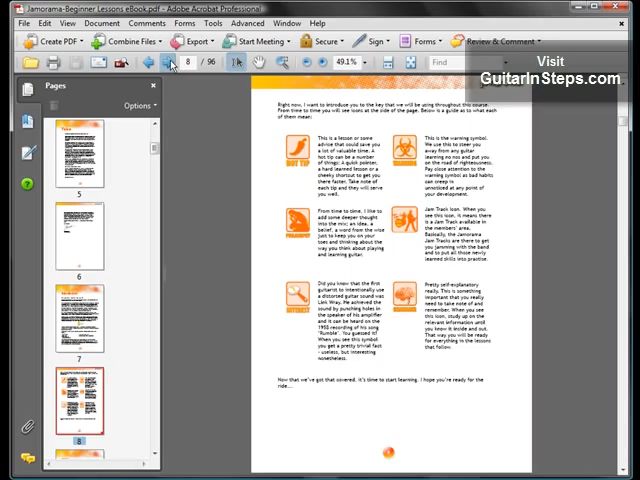 Jamorama-Beginner Lessons eBook.pdf - Adobe Acrobat Professional
File Edit View Document Comments Forms Tools Advanced Window Help
Create PDF Combine Files Export Start Meeting Secure Sign Forms Review & Comment
8 / 96 49.1% Find
Visit
GuitarInSteps.com
Pages
Options
5
6
7
8
Right now, I want to introduce you to the key that we will be using throughout this course.
From time to time you will see icons at the side of the page. Below is a guide as to what each
of them mean:
HOT TIP
This is a lesson or some
advice that could save you
a lot of valuable time. A
hot tip can be a number
of things: A quick pointer,
a hard learned lesson or a
cheeky shortcut to get you
there faster. Take note of
each tip and they will serve
you well.
WARNING
This is the warning symbol.
We use this to steer you
away from any guitar
learning no nos and put you
on the road of righteousness.
Pay close attention to the
warning symbol as bad habits
can creep in
unnoticed at any point of
your development.
PHILOSOPHY
From time to time, I like to
add some deeper thought
into the mix; an idea, a
belief, a word from the wise
just to keep you on your
toes and thinking about the
way you think about playing
and learning guitar.
Jam Track icon. When you
see this icon, it means there
is a Jam Track available in
the members' area.
Basically, the Jamorama
Jam Tracks are there to get
you jamming with the band
and to put all those newly
learned skills into practise.
INTEREST
Did you know that the first
guitarist to intentionally use
a distorted guitar sound was
Link Wray. He achieved the
sound by punching holes in
the speaker of his amplifier
and it can be heard on the
1958 recording of his song
"Rumble". You guessed it!
When you see this symbol
you get a pretty trivial fact
- useless, but interesting
nonetheless.
Pretty self-explanatory
really. This is something
important that you really
need to take note of and
remember. When you see
this icon, study up on the
relevant information until
you know it inside and out.
That way you will be ready
for everything in the lessons
that follow.
Now that we've got that covered, it's time to start learning. I hope you're ready for the
ride...